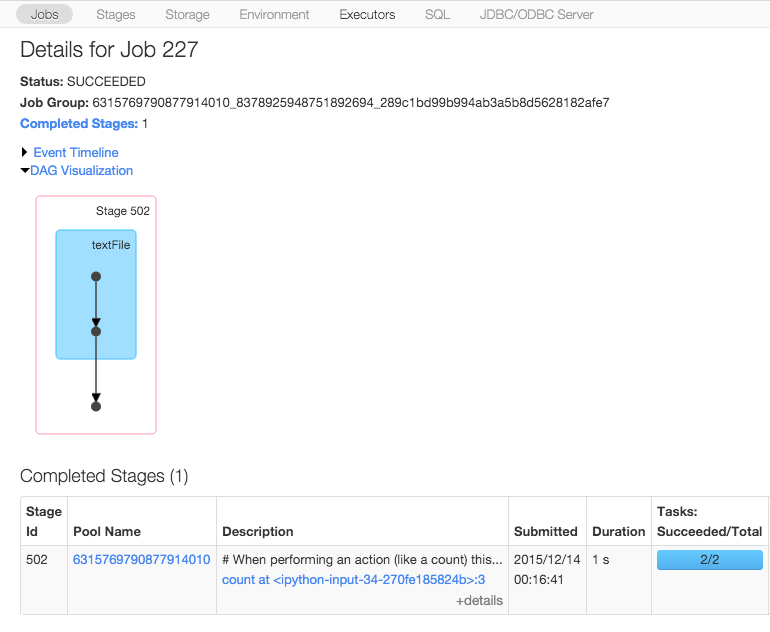 Jobs Stages Storage Environment Executors SQL JDBC/ODBC Server
Details for Job 227
Status: SUCCEEDED
Job Group: 6315769790877914010_8378925948751892694_289c1bd99b994ab3a5b8d5628182afe7
Completed Stages: 1
Event Timeline
DAG Visualization
Stage 502
textFile
Completed Stages (1)
Stage Id Pool Name Description Submitted Duration Tasks: Succeeded/Total
502 6315769790877914010 # When performing an action (like a count) this... 2015/12/14 1 s 2/2
count at <ipython-input-34-270fe185824b>:3 00:16:41
+details